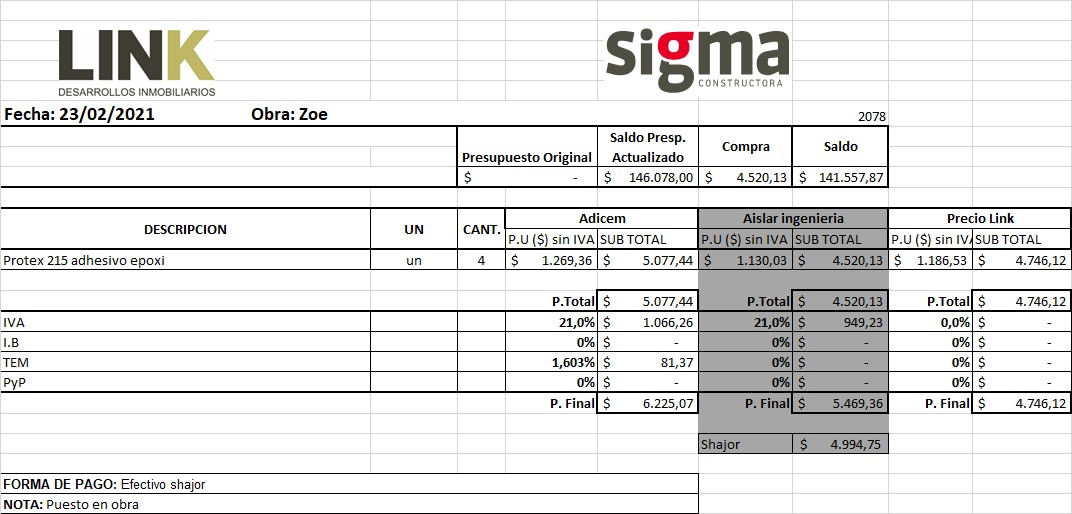 LINK
DESARROLLOS INMOBILIARIOS
sigma
CONSTRUCTORA
Fecha: 23/02/2021 Obra: Zoe 2078
Presupuesto Original Saldo Presp. Actualizado Compra Saldo
$ - $ 146.078,00 $ 4.520,13 $ 141.557,87
DESCRIPCION UN CANT. Adicem Aislar ingenieria Precio Link
P.U ($) sin IVA SUB TOTAL P.U ($) sin IVA SUB TOTAL P.U ($) sin IVA SUB TOTAL
Protex 215 adhesivo epoxi un 4 $ 1.269,36 $ 5.077,44 $ 1.130,03 $ 4.520,13 $ 1.186,53 $ 4.746,12
P.Total $ 5.077,44 P.Total $ 4.520,13 P.Total $ 4.746,12
IVA 21,0% $ 1.066,26 21,0% $ 949,23 0,0% $ -
I.B 0% $ - 0% $ - 0% $ -
TEM 1,603% $ 81,37 0% $ - 0% $ -
PyP 0% $ - 0% $ - 0% $ -
P. Final $ 6.225,07 P. Final $ 5.469,36 P. Final $ 4.746,12
Shajor $ 4.994,75
FORMA DE PAGO: Efectivo shajor
NOTA: Puesto en obra